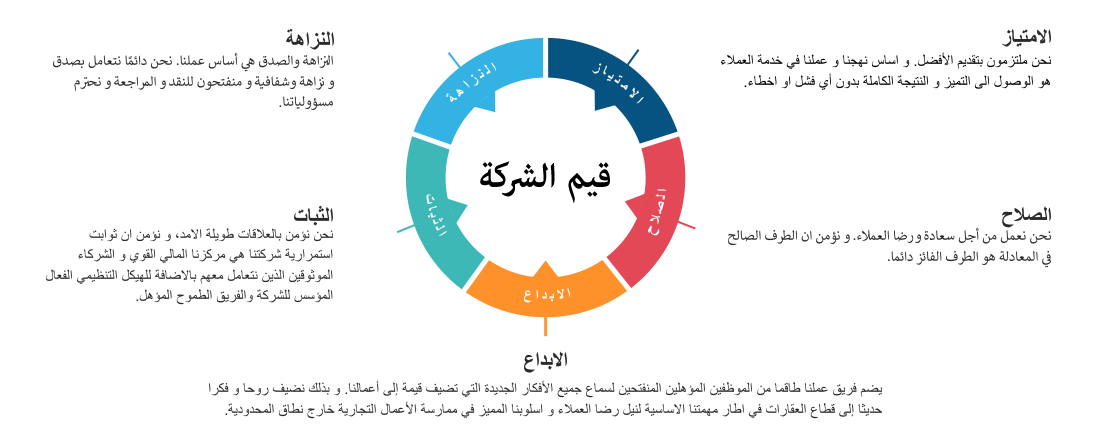 الامتياز
نحن ملتزمون بتقديم الأفضل. و اساس نهجنا و عملنا في خدمة العملاء
هو الوصول الى التميز و النتيجة الكاملة بدون أي فشل او اخطاء.
النزاهة
النزاهة والصدق هي أساس عملنا. نحن دائمًا نتعامل بصدق
و نزاهة وشفافية و منفتحون للنقد و المراجعة و نحترم
مسؤولياتنا.
الامتياز
النزاهة
قيم الشركة
الصلاح
الثبات
الابداع
الصلاح
نحن نعمل من أجل سعادة ورضا العملاء. و نؤمن ان الطرف الصالح
في المعادلة هو الطرف الفائز دائما.
الثبات
نحن نؤمن بالعلاقات طويلة الامد، و نؤمن ان ثوابت
استمرارية شركتنا هي مركزنا المالي القوي و الشركاء
الموثوقين الذين نتعامل معهم بالاضافة للهيكل التنظيمي الفعال
المؤسس للشركة والفريق الطموح المؤهل.
الابداع
يضم فريق عملنا طاقما من الموظفين المؤهلين المنفتحين لسماع جميع الأفكار الجديدة التي تضيف قيمة إلى أعمالنا. و بذلك نضيف روحا و فكرا
حديثًا إلى قطاع العقارات في اطار مهمتنا الاساسية لنيل رضا العملاء و اسلوبنا المميز في ممارسة الأعمال التجارية خارج نطاق المحدودية.